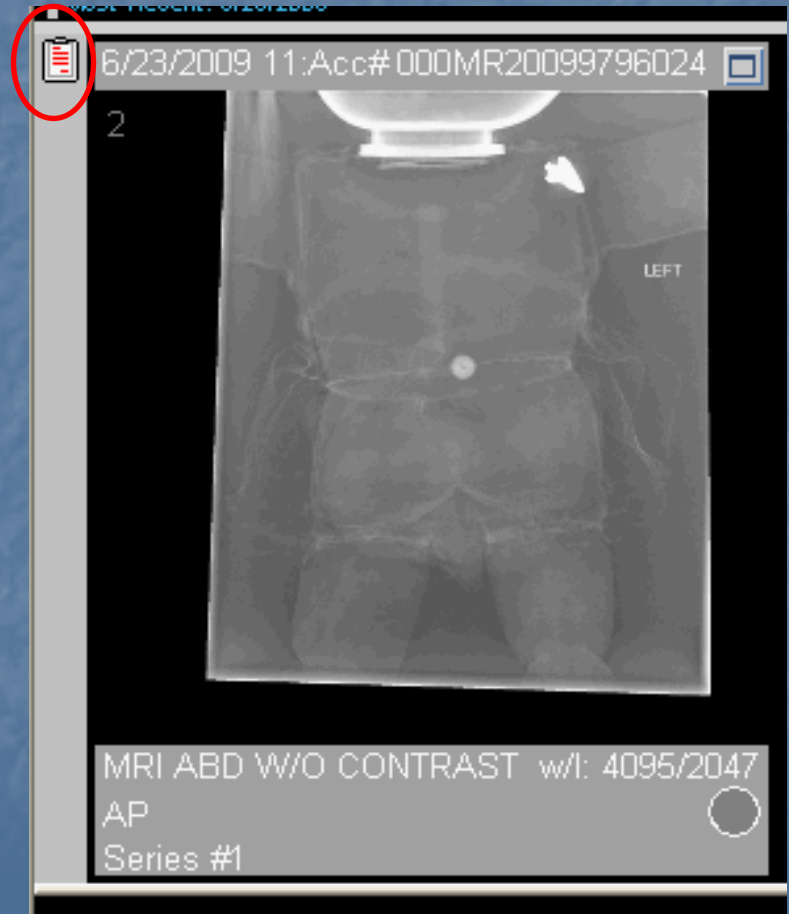 6/23/2009 11:Acc# 000MR20099796024
2
LEFT
MRI ABD W/O CONTRAST w/l: 4095/2047
AP
Series #1